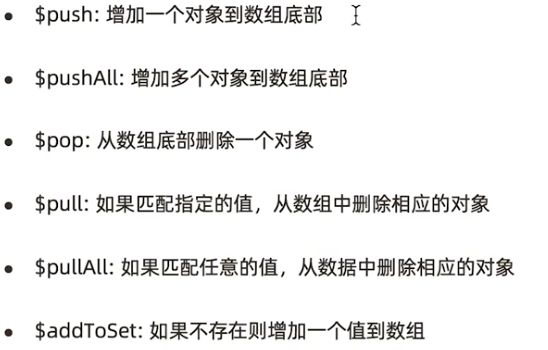 • $push: 增加一个对象到数组底部
• $pushAll: 增加多个对象到数组底部
• $pop: 从数组底部删除一个对象
• $pull: 如果匹配指定的值，从数组中删除相应的对象
• $pullAll: 如果匹配任意的值，从数据中删除相应的对象
• $addToSet: 如果不存在则增加一个值到数组